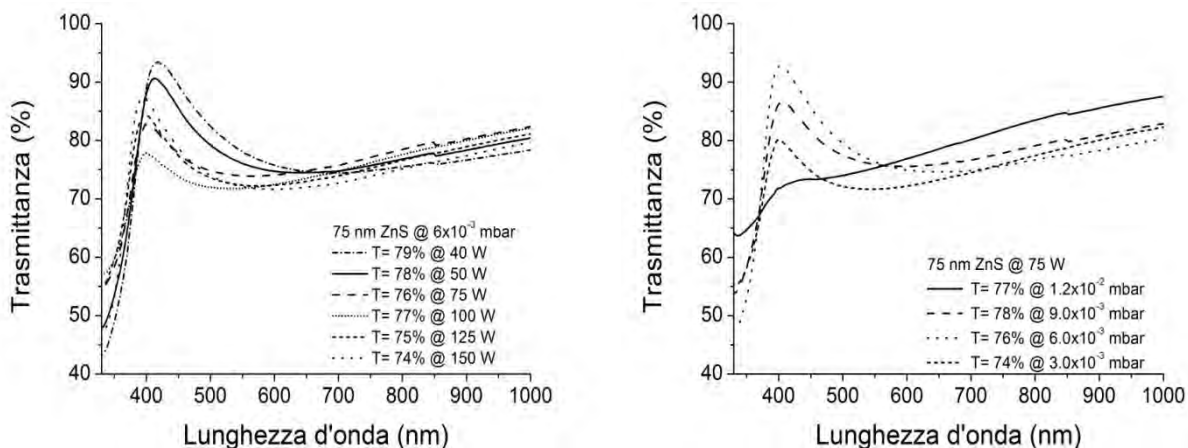 100
90
80
70
60
50
40
Trasmittanza (%)
75 nm ZnS @ 6x10⁻³ mbar
T= 79% @ 40 W
T= 78% @ 50 W
T= 76% @ 75 W
T= 77% @ 100 W
T= 75% @ 125 W
T= 74% @ 150 W
400 500 600 700 800 900 1000
Lunghezza d'onda (nm)
100
90
80
70
60
50
40
Trasmittanza (%)
75 nm ZnS @ 75 W
T= 77% @ 1.2x10⁻² mbar
T= 78% @ 9.0x10⁻³ mbar
T= 76% @ 6.0x10⁻³ mbar
T= 74% @ 3.0x10⁻³ mbar
400 500 600 700 800 900 1000
Lunghezza d'onda (nm)